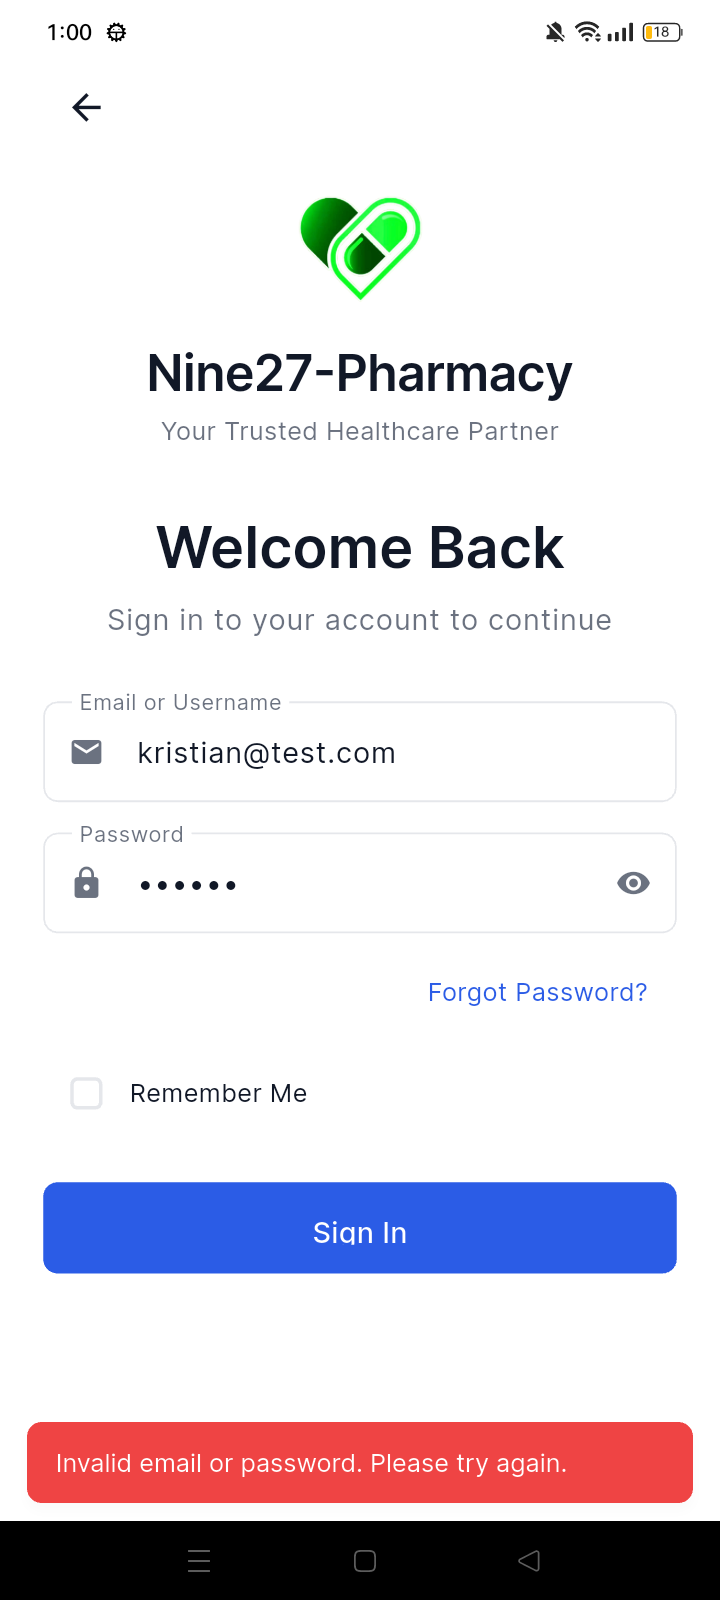 1:00
18
Nine27-Pharmacy
Your Trusted Healthcare Partner
Welcome Back
Sign in to your account to continue
Email or Username
kristian@test.com
Password
••••••
Forgot Password?
Remember Me
Sign In
Invalid email or password. Please try again.